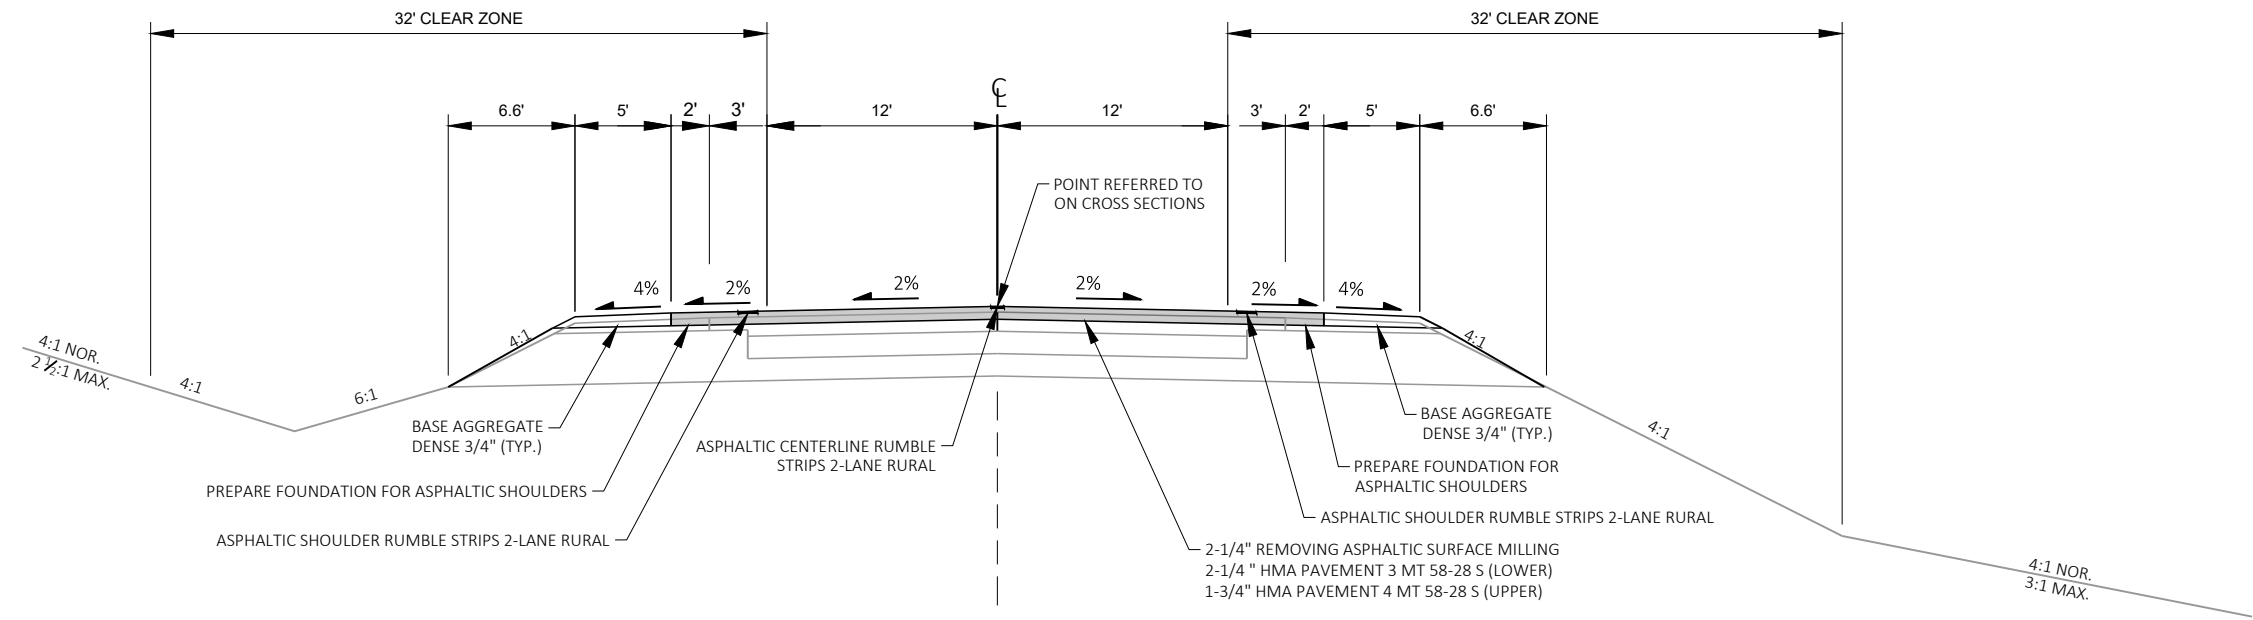 32' CLEAR ZONE
32' CLEAR ZONE
℄
6.6'
5'
2'
3'
12'
12'
3'
2'
5'
6.6'
POINT REFERRED TO
ON CROSS SECTIONS
4%
2%
2%
2%
2%
4%
4:1
4:1
4:1 NOR.
2 ½:1 MAX.
4:1
6:1
BASE AGGREGATE
DENSE 3/4" (TYP.)
PREPARE FOUNDATION FOR ASPHALTIC SHOULDERS
ASPHALTIC SHOULDER RUMBLE STRIPS 2-LANE RURAL
ASPHALTIC CENTERLINE RUMBLE
STRIPS 2-LANE RURAL
BASE AGGREGATE
DENSE 3/4" (TYP.)
4:1
PREPARE FOUNDATION FOR
ASPHALTIC SHOULDERS
ASPHALTIC SHOULDER RUMBLE STRIPS 2-LANE RURAL
2-1/4" REMOVING ASPHALTIC SURFACE MILLING
2-1/4 " HMA PAVEMENT 3 MT 58-28 S (LOWER)
1-3/4" HMA PAVEMENT 4 MT 58-28 S (UPPER)
4:1 NOR.
3:1 MAX.